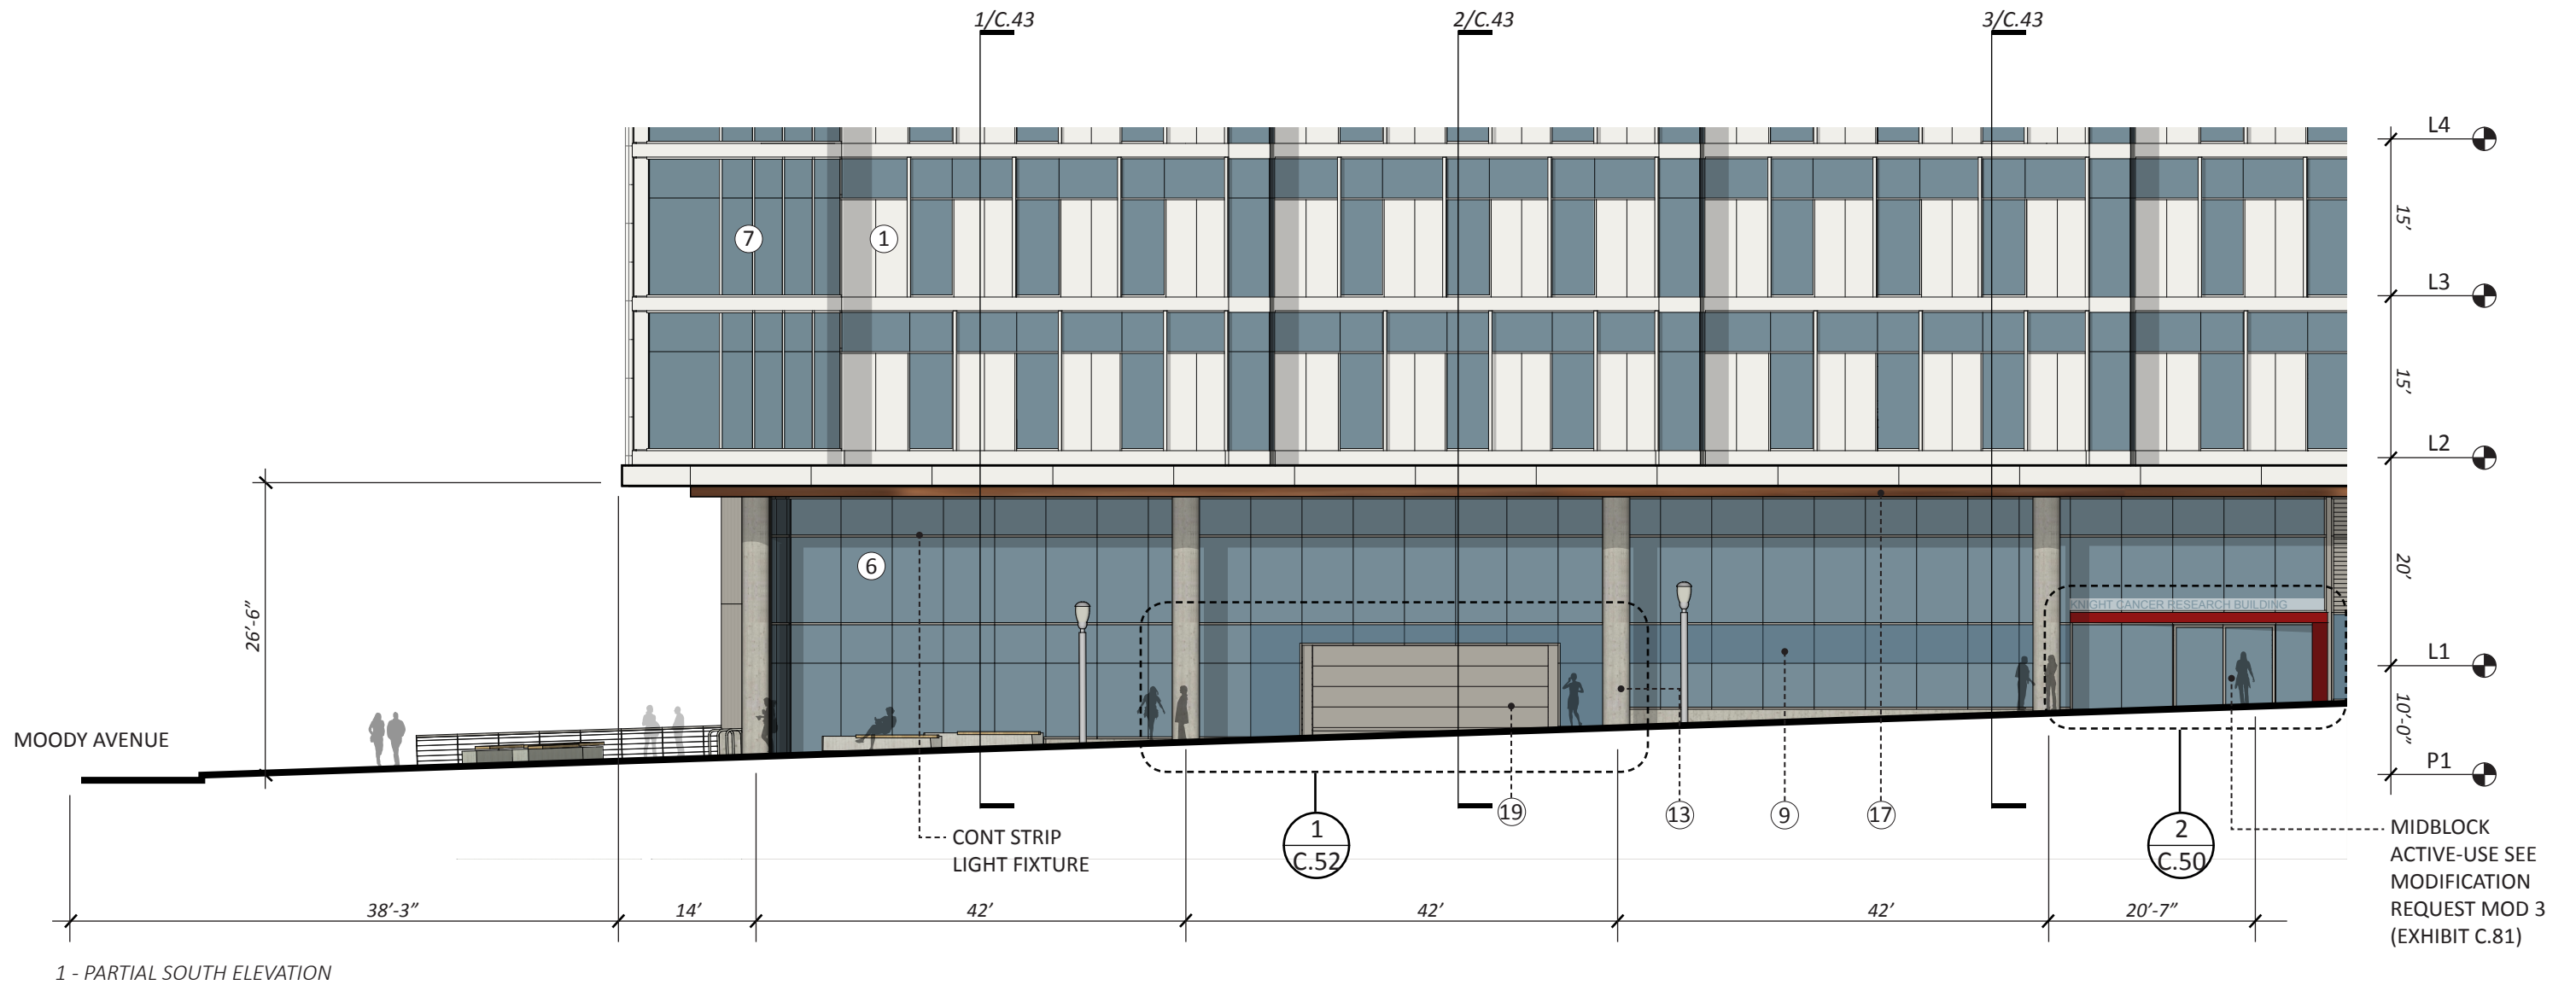 1/C.43
2/C.43
3/C.43
L4
15'
7
1
L3
15'
L2
6
20'
26'-6"
KNIGHT CANCER RESEARCH BUILDING
L1
10'-0"
MOODY AVENUE
P1
19
13
9
17
CONT STRIP
LIGHT FIXTURE
1
C.52
2
C.50
MIDBLOCK
ACTIVE-USE SEE
MODIFICATION
REQUEST MOD 3
(EXHIBIT C.81)
38'-3"
14'
42'
42'
42'
20'-7"
1 - PARTIAL SOUTH ELEVATION